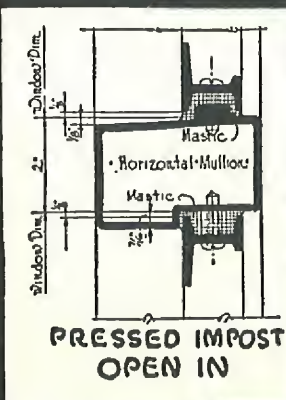 Window Dim.
Mastic
2"
Horizontal Mullion
Mastic
Window Dim.
PRESSED IMPOST
OPEN IN